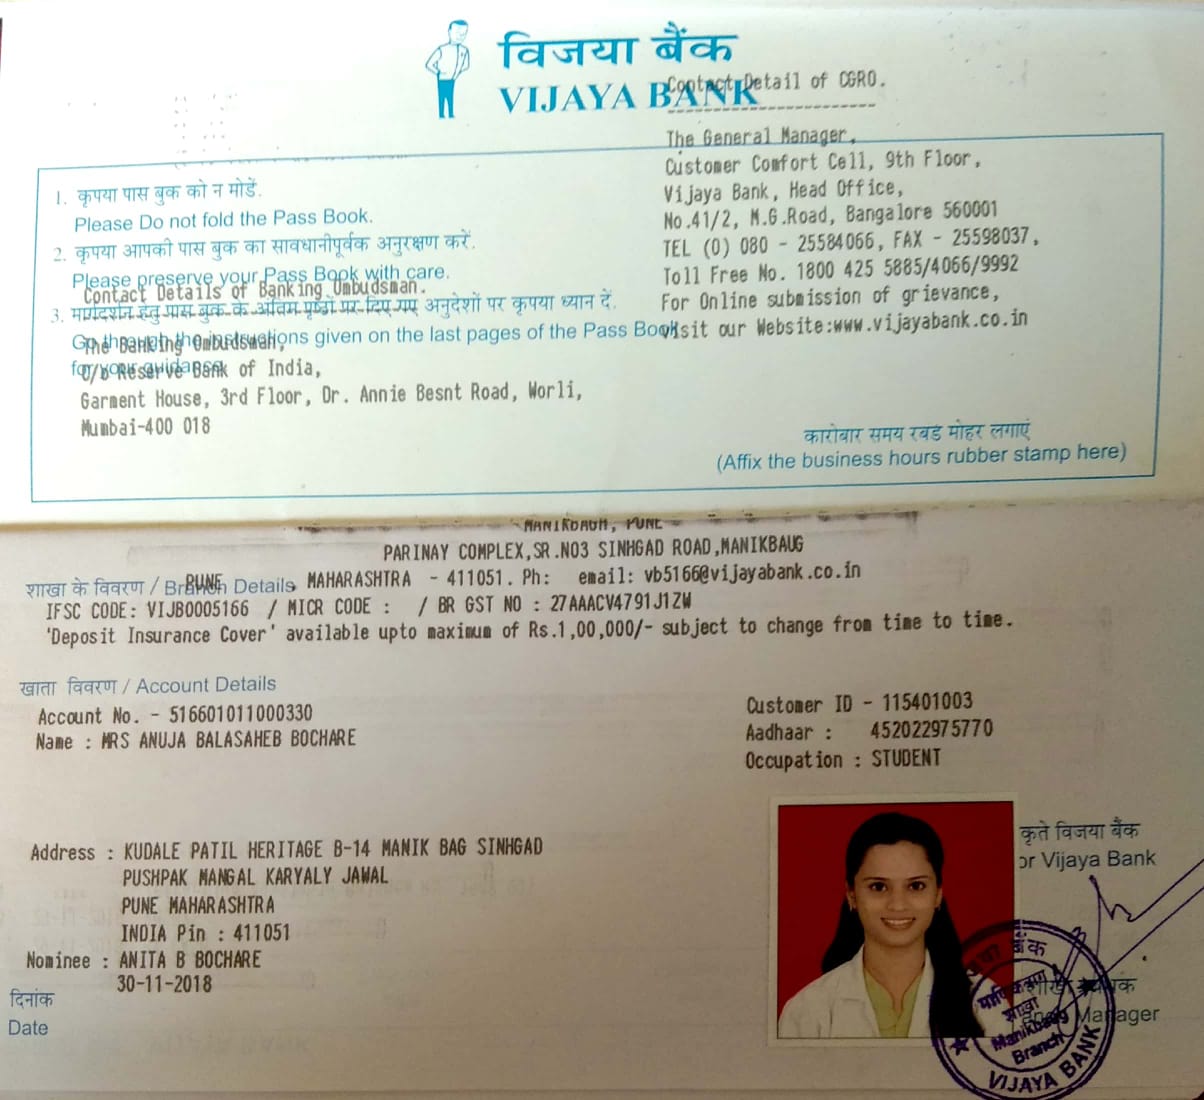 विजया बैंक
VIJAYA BANK
Contact Detail of CGRO.
The General Manager,
Customer Comfort Cell, 9th Floor,
Vijaya Bank, Head Office,
No.41/2, M.G.Road, Bangalore 560001
TEL (0) 080 - 25584066, FAX - 25598037,
Toll Free No. 1800 425 5885/4066/9992
For Online submission of grievance,
visit our Website:www.vijayabank.co.in
1. कृपया पास बुक को न मोडें.
Please Do not fold the Pass Book.
2. कृपया आपकी पास बुक का सावधानीपूर्वक अनुरक्षण करें.
Please preserve your Pass Book with care.
Contact Details of Banking Ombudsman.
3. मार्गदर्शन हेतु पास बुक के अंतिम पृष्ठों पर दिए गए अनुदेशों पर कृपया ध्यान दें.
Go through the instructions given on the last pages of the Pass Book
for your guidance
The Banking Ombudsman,
C/o Reserve Bank of India,
Garment House, 3rd Floor, Dr. Annie Besnt Road, Worli,
Mumbai-400 018
कारोबार समय रबड मोहर लगाएं
(Affix the business hours rubber stamp here)
MANIKBAUG, PUNE
PARINAY COMPLEX,SR.NO3 SINHGAD ROAD,MANIKBAUG
शाखा के विवरण / Branch Details
PUNE, MAHARASHTRA - 411051. Ph: email: vb5166@vijayabank.co.in
IFSC CODE: VIJB0005166 / MICR CODE : / BR GST NO : 27AAACV4791J1ZW
'Deposit Insurance Cover' available upto maximum of Rs.1,00,000/- subject to change from time to time.
खाता विवरण / Account Details
Account No. - 516601011000330
Name : MRS ANUJA BALASAHEB BOCHARE
Customer ID - 115401003
Aadhaar : 452022975770
Occupation : STUDENT
Address : KUDALE PATIL HERITAGE B-14 MANIK BAG SINHGAD
PUSHPAK MANGAL KARYALY JAWAL
PUNE MAHARASHTRA
INDIA Pin : 411051
Nominee : ANITA B BOCHARE
30-11-2018
दिनांक
Date
कृते विजया बैंक
or Vijaya Bank
Manager
बैंक
माणिकबाग
शाखा
Manikbaug
Branch
VIJAYA BANK